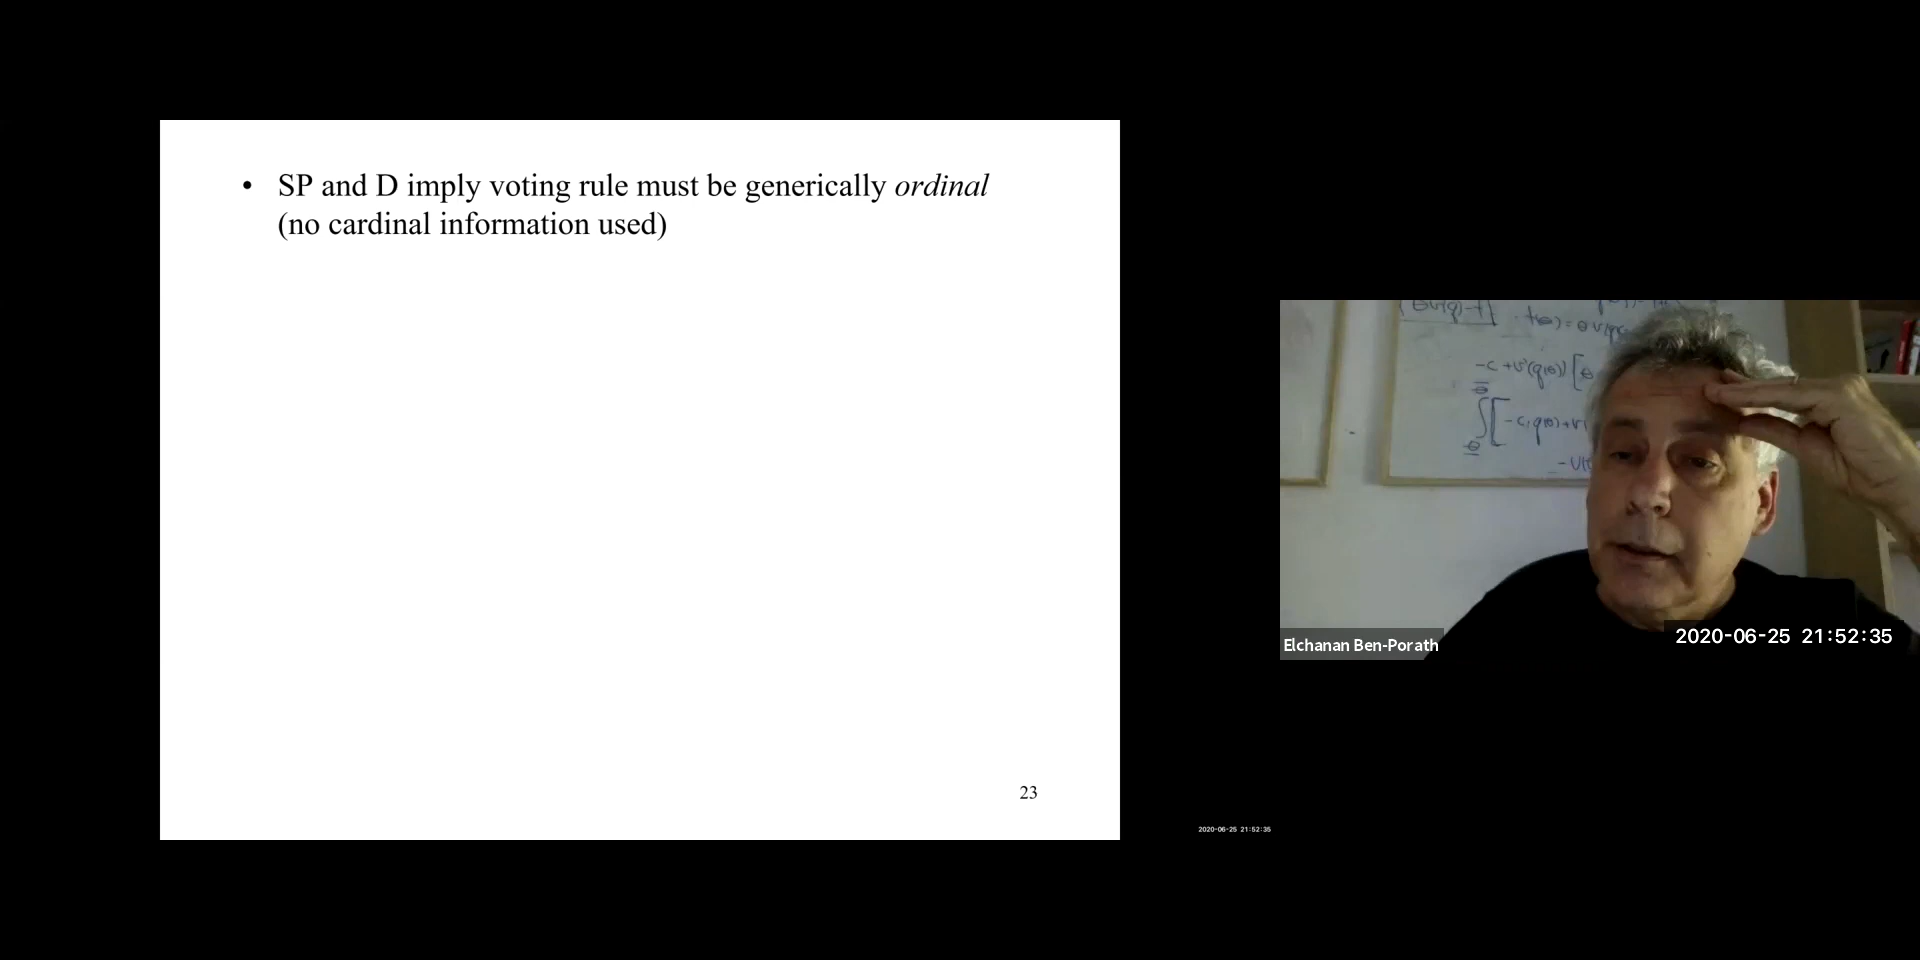 • SP and D imply voting rule must be generically ordinal
(no cardinal information used)
23
-c + v'(q(θ)) [θ
Elchanan Ben-Porath
2020-06-25 21:52:35
2020-06-25 21:52:35